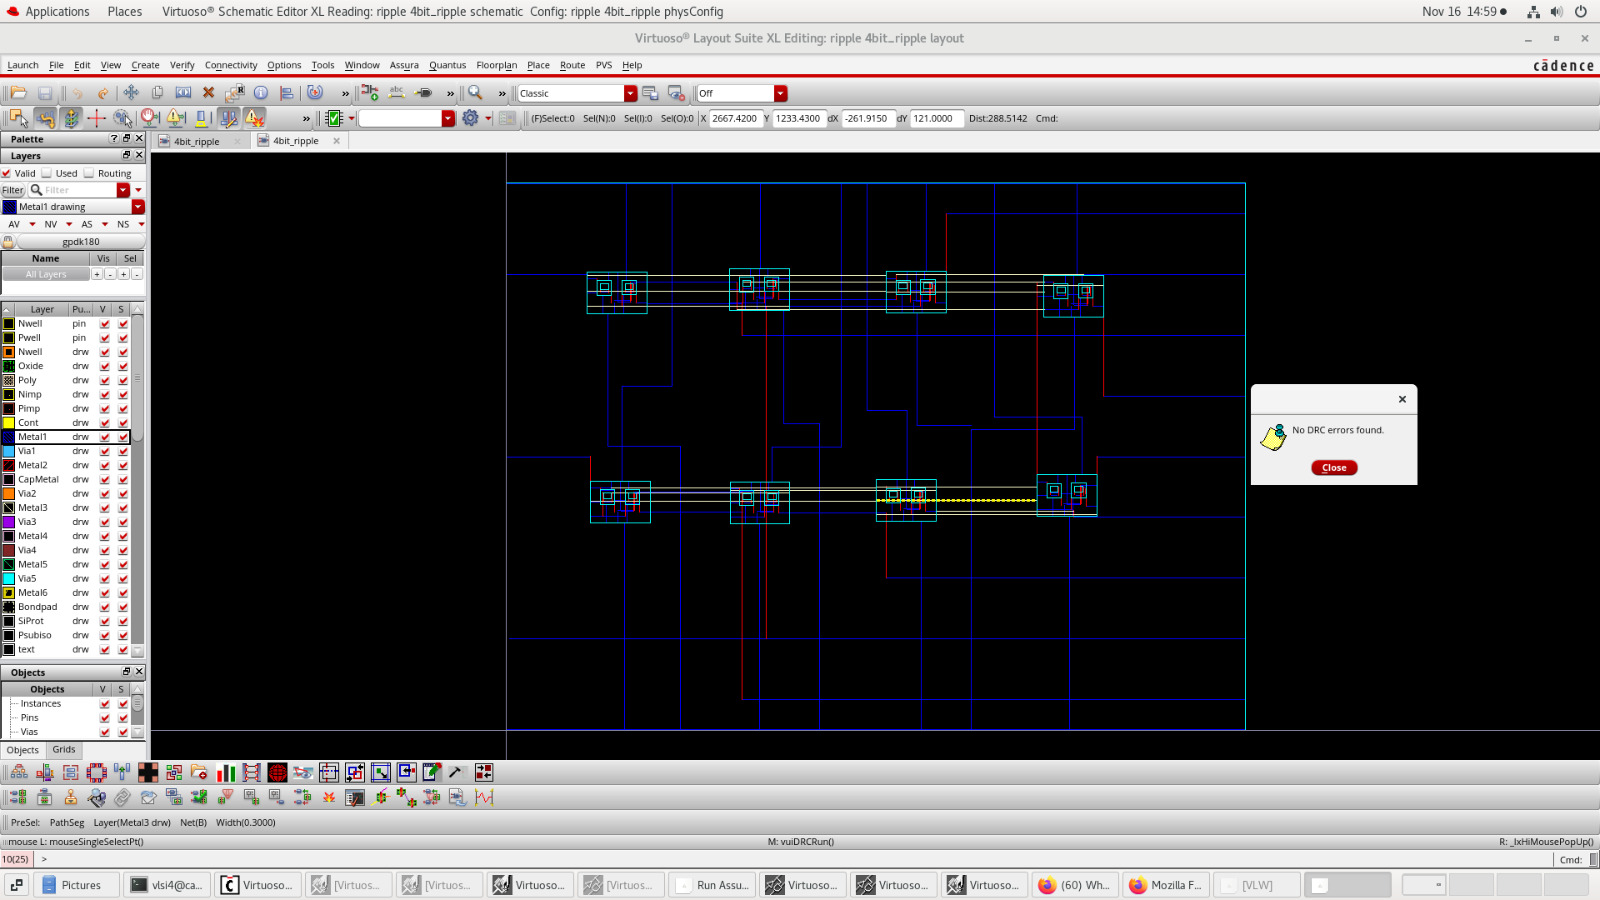 Applications Places Virtuoso® Schematic Editor XL Reading: ripple 4bit_ripple schematic Config: ripple 4bit_ripple physConfig Nov 16 14:59
Virtuoso® Layout Suite XL Editing: ripple 4bit_ripple layout
Launch File Edit View Create Verify Connectivity Options Tools Window Assura Quantus Floorplan Place Route PVS Help cādence
» abc » » Classic Off
» (F)Select:0 Sel(N):0 Sel(I):0 Sel(O):0 X 2667.4200 Y 1233.4300 dX -261.9150 dY 121.0000 Dist:288.5142 Cmd:
Palette
4bit_ripple 4bit_ripple
Layers
Valid Used Routing
Filter Filter
Metal1 drawing
AV NV AS NS
gpdk180
Name Vis Sel
All Layers + - + -
Layer Pu... V S
Nwell pin
Pwell pin
Nwell drw
Oxide drw
Poly drw
Nimp drw
Pimp drw
Cont drw
Metal1 drw
Via1 drw
Metal2 drw
CapMetal drw
Via2 drw
Metal3 drw
Via3 drw
Metal4 drw
Via4 drw
Metal5 drw
Via5 drw
Metal6 drw
Bondpad drw
SiProt drw
Psubiso drw
text drw
No DRC errors found.
Close
Objects
Objects V S
Instances
Pins
Vias
Objects Grids
PreSel: PathSeg Layer(Metal3 drw) Net(B) Width(0.3000)
mouse L: mouseSingleSelectPt() M: vuiDRCRun() R: _lxHiMousePopUp()
10(25) > Cmd:
Pictures vlsi4@ca... Virtuoso... [Virtuos... [Virtuos... Virtuoso... [Virtuos... Run Assu... Virtuoso... Virtuoso... Virtuoso... (60) Wh... Mozilla F... [VLW]